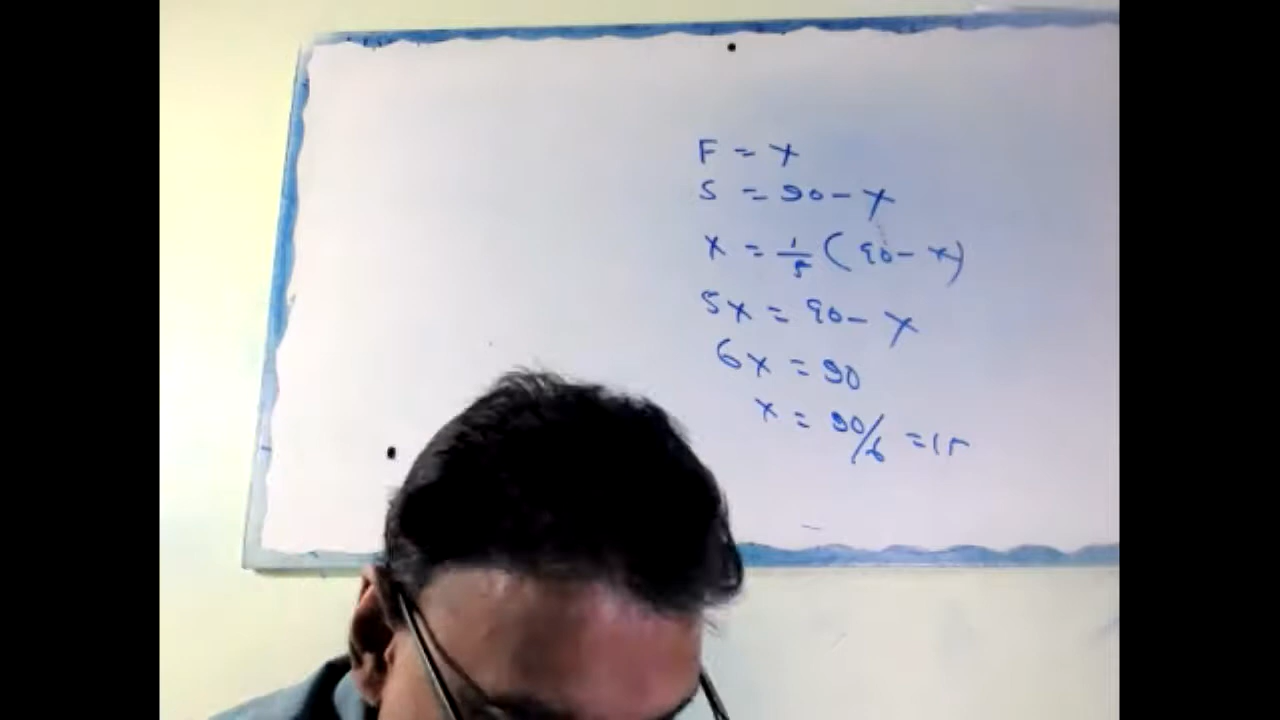 F = x
S = 90 - x
x = 1/5 (90 - x)
5x = 90 - x
6x = 90
x = 90/6 = 15